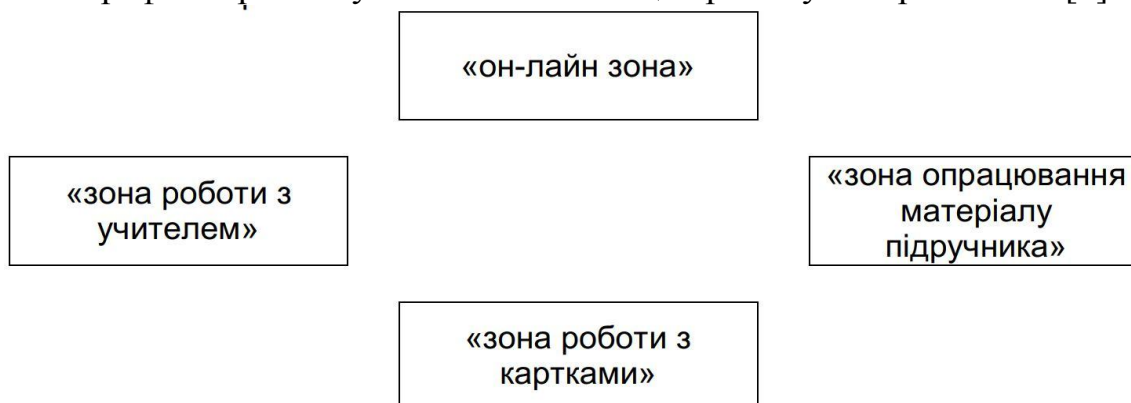 «он-лайн зона»
«зона роботи з
учителем»
«зона опрацювання
матеріалу
підручника»
«зона роботи з
картками»